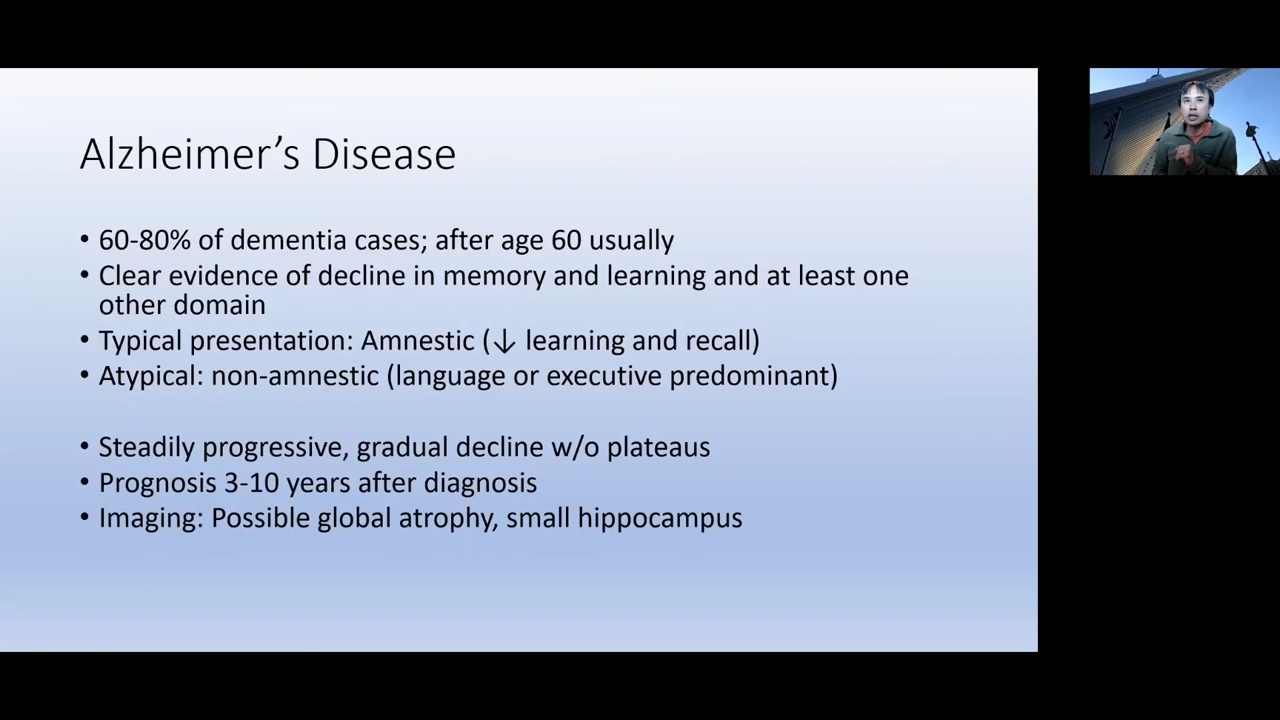 Alzheimer’s Disease
• 60-80% of dementia cases; after age 60 usually
• Clear evidence of decline in memory and learning and at least one
other domain
• Typical presentation: Amnestic (↓ learning and recall)
• Atypical: non-amnestic (language or executive predominant)
• Steadily progressive, gradual decline w/o plateaus
• Prognosis 3-10 years after diagnosis
• Imaging: Possible global atrophy, small hippocampus